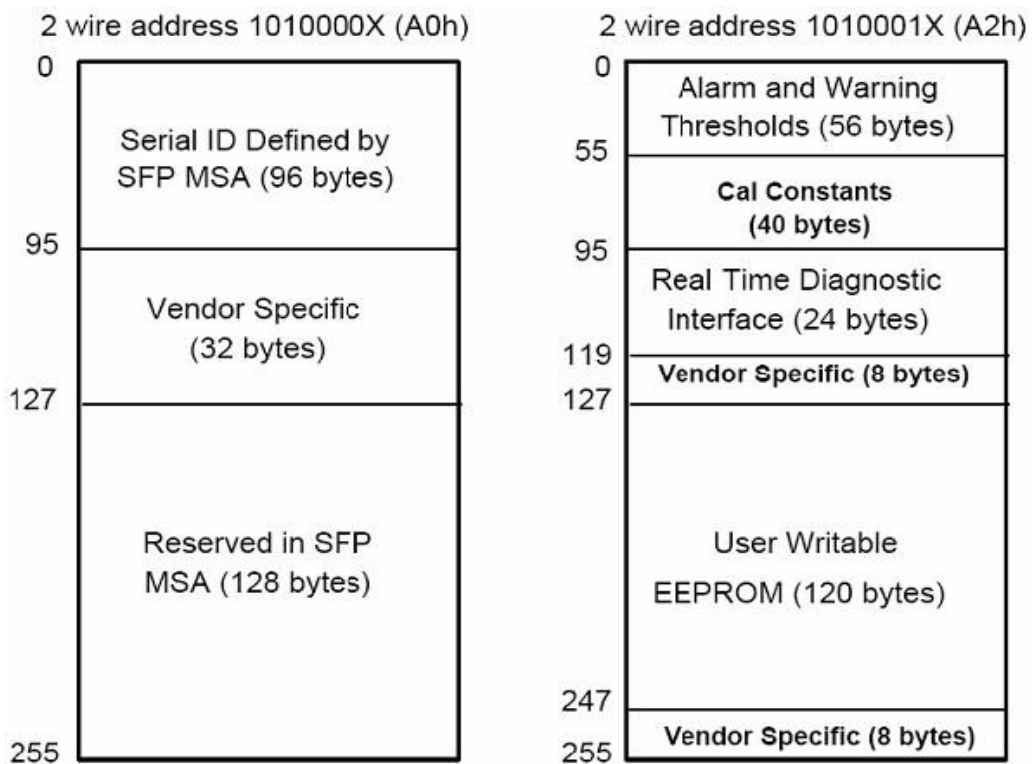 2 wire address 1010000X (A0h)
0
Serial ID Defined by
SFP MSA (96 bytes)
95
Vendor Specific
(32 bytes)
127
Reserved in SFP
MSA (128 bytes)
255
2 wire address 1010001X (A2h)
0
Alarm and Warning
Thresholds (56 bytes)
55
Cal Constants
(40 bytes)
95
Real Time Diagnostic
Interface (24 bytes)
119
Vendor Specific (8 bytes)
127
User Writable
EEPROM (120 bytes)
247
Vendor Specific (8 bytes)
255